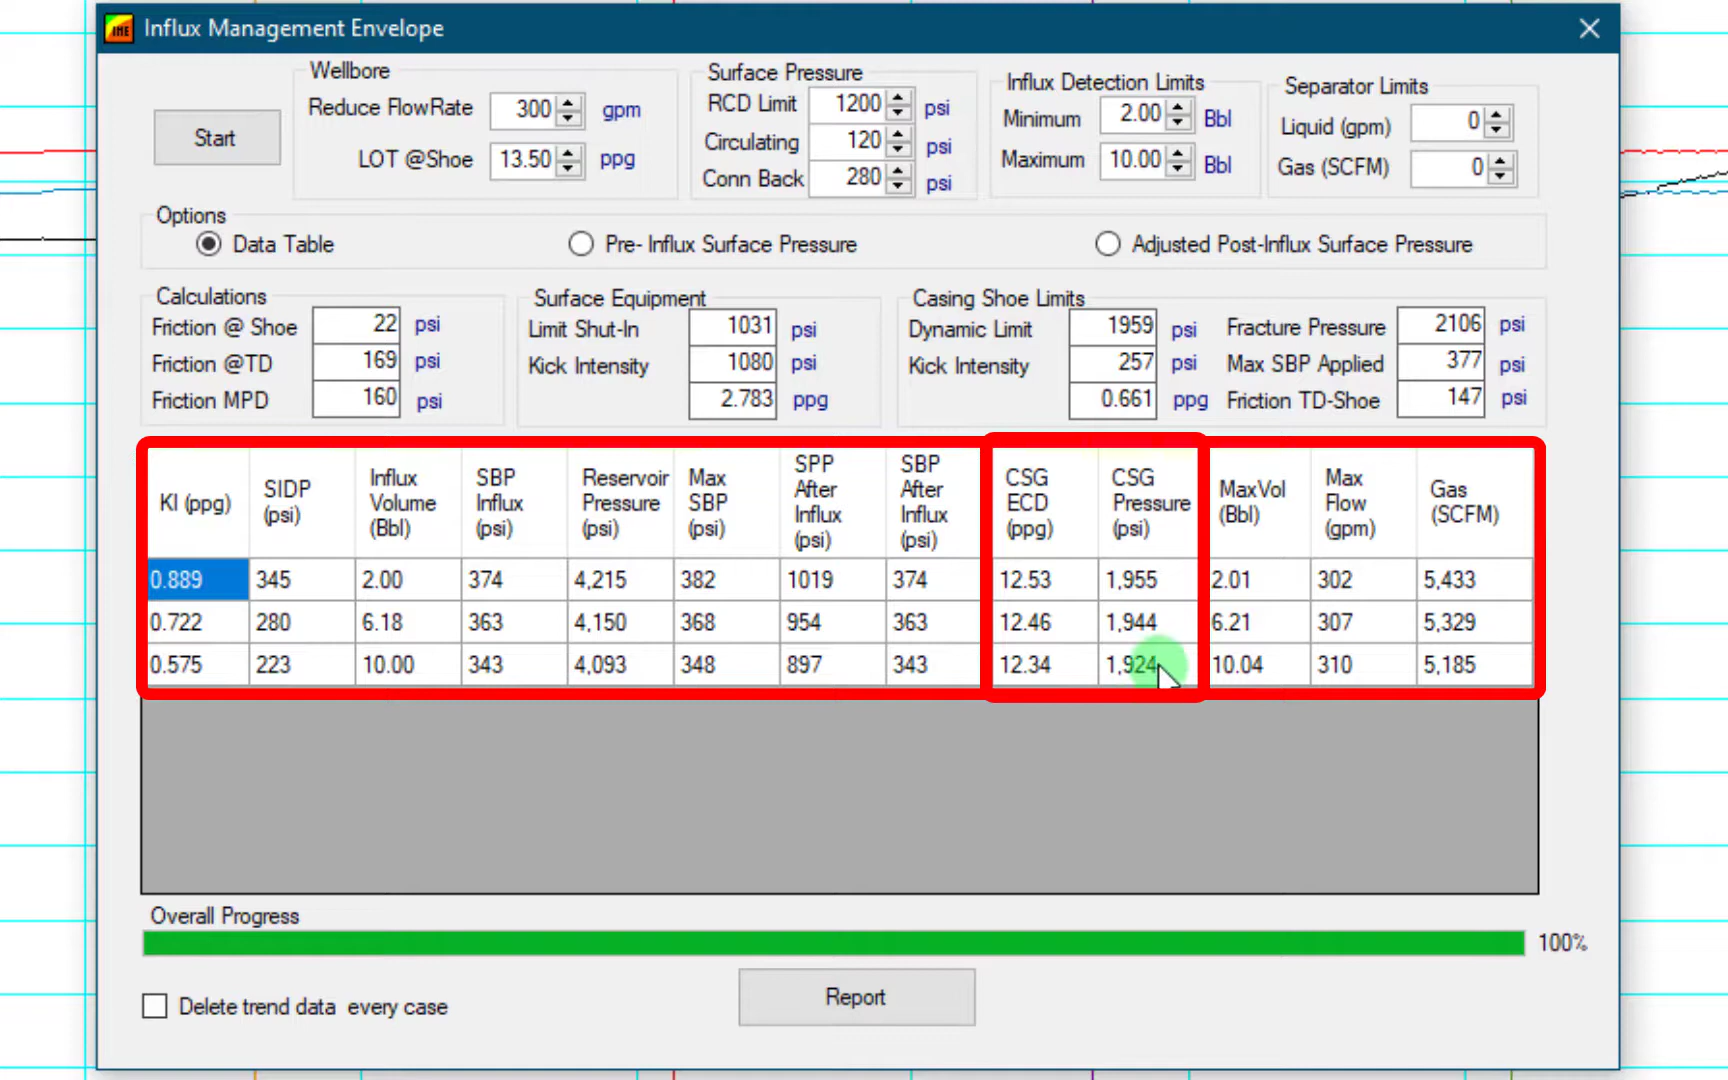 IME Influx Management Envelope
Start
Wellbore
Reduce FlowRate 300 gpm
LOT @Shoe 13.50 ppg
Surface Pressure
RCD Limit 1200 psi
Circulating 120 psi
Conn Back 280 psi
Influx Detection Limits
Minimum 2.00 Bbl
Maximum 10.00 Bbl
Separator Limits
Liquid (gpm) 0
Gas (SCFM) 0
Options
Data Table Pre- Influx Surface Pressure Adjusted Post-Influx Surface Pressure
Calculations
Friction @ Shoe 22 psi
Friction @TD 169 psi
Friction MPD 160 psi
Surface Equipment
Limit Shut-In 1031 psi
Kick Intensity 1080 psi
2.783 ppg
Casing Shoe Limits
Dynamic Limit 1959 psi Fracture Pressure 2106 psi
Kick Intensity 257 psi Max SBP Applied 377 psi
0.661 ppg Friction TD-Shoe 147 psi
KI (ppg)
SIDP
(psi)
Influx
Volume
(Bbl)
SBP
Influx
(psi)
Reservoir
Pressure
(psi)
Max
SBP
(psi)
SPP
After
Influx
(psi)
SBP
After
Influx
(psi)
CSG
ECD
(ppg)
CSG
Pressure
(psi)
MaxVol
(Bbl)
Max
Flow
(gpm)
Gas
(SCFM)
0.889 345 2.00 374 4,215 382 1019 374 12.53 1,955 2.01 302 5,433
0.722 280 6.18 363 4,150 368 954 363 12.46 1,944 6.21 307 5,329
0.575 223 10.00 343 4,093 348 897 343 12.34 1,924 10.04 310 5,185
Overall Progress
100%
Delete trend data every case
Report